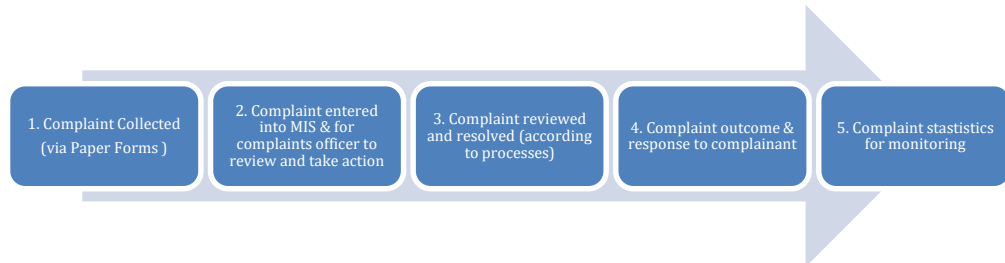 1. Complaint Collected
(via Paper Forms )
2. Complaint entered
into MIS & for
complaints officer to
review and take action
3. Complaint reviewed
and resolved (according
to processes)
4. Complaint outcome &
response to complainant
5. Complaint stastistics
for monitoring